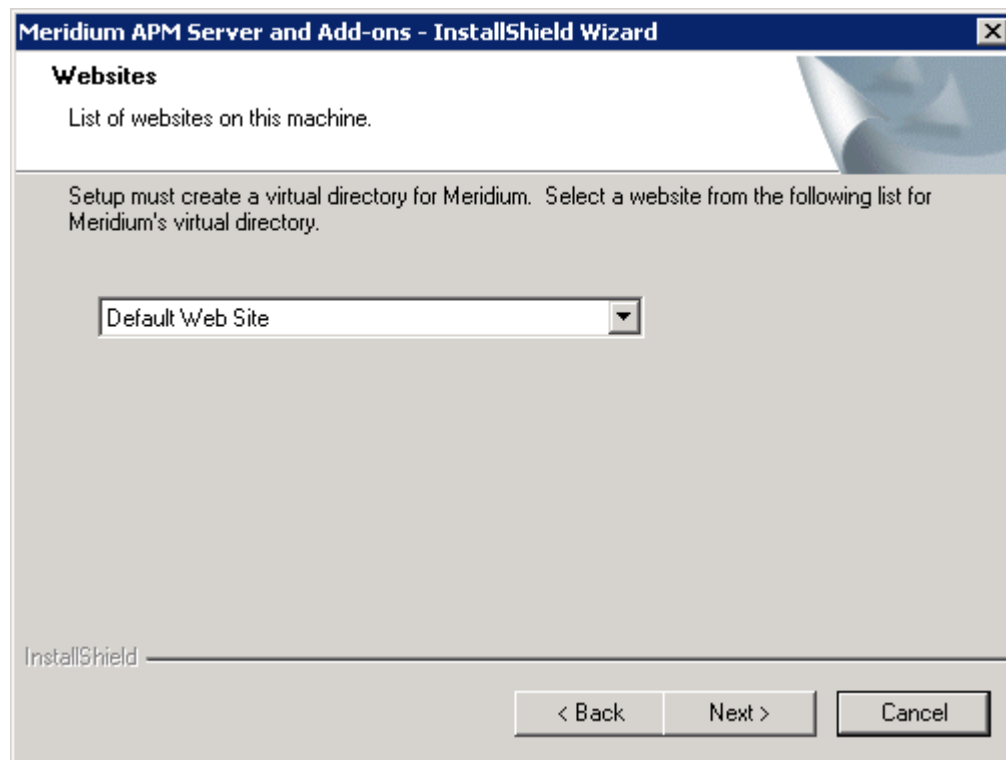 Meridium APM Server and Add-ons - InstallShield Wizard
Websites
List of websites on this machine.
Setup must create a virtual directory for Meridium.  Select a website from the following list for
Meridium's virtual directory.
Default Web Site
InstallShield
< Back
Next >
Cancel